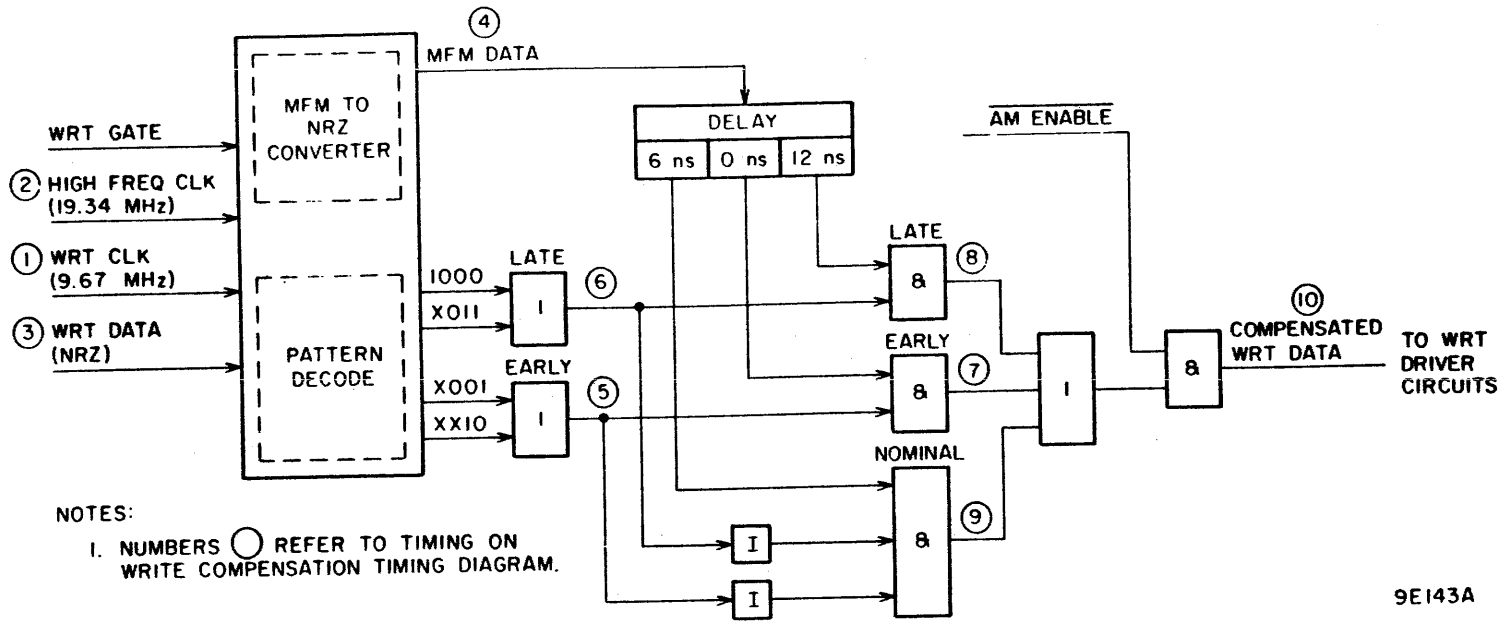 ④
MFM DATA
MFM TO
NRZ
CONVERTER
WRT GATE
② HIGH FREQ CLK
(19.34 MHz)
① WRT CLK
(9.67 MHz)
③ WRT DATA
(NRZ)
PATTERN
DECODE
1000
X011
X001
XX10
LATE
I
⑥
EARLY
I
⑤
DELAY
6 ns
0 ns
12 ns
AM ENABLE
LATE
&
⑧
EARLY
&
⑦
NOMINAL
&
⑨
I
I
I
&
⑩
COMPENSATED
WRT DATA
TO WRT
DRIVER
CIRCUITS
NOTES:
1. NUMBERS ◯ REFER TO TIMING ON
WRITE COMPENSATION TIMING DIAGRAM.
9E143A